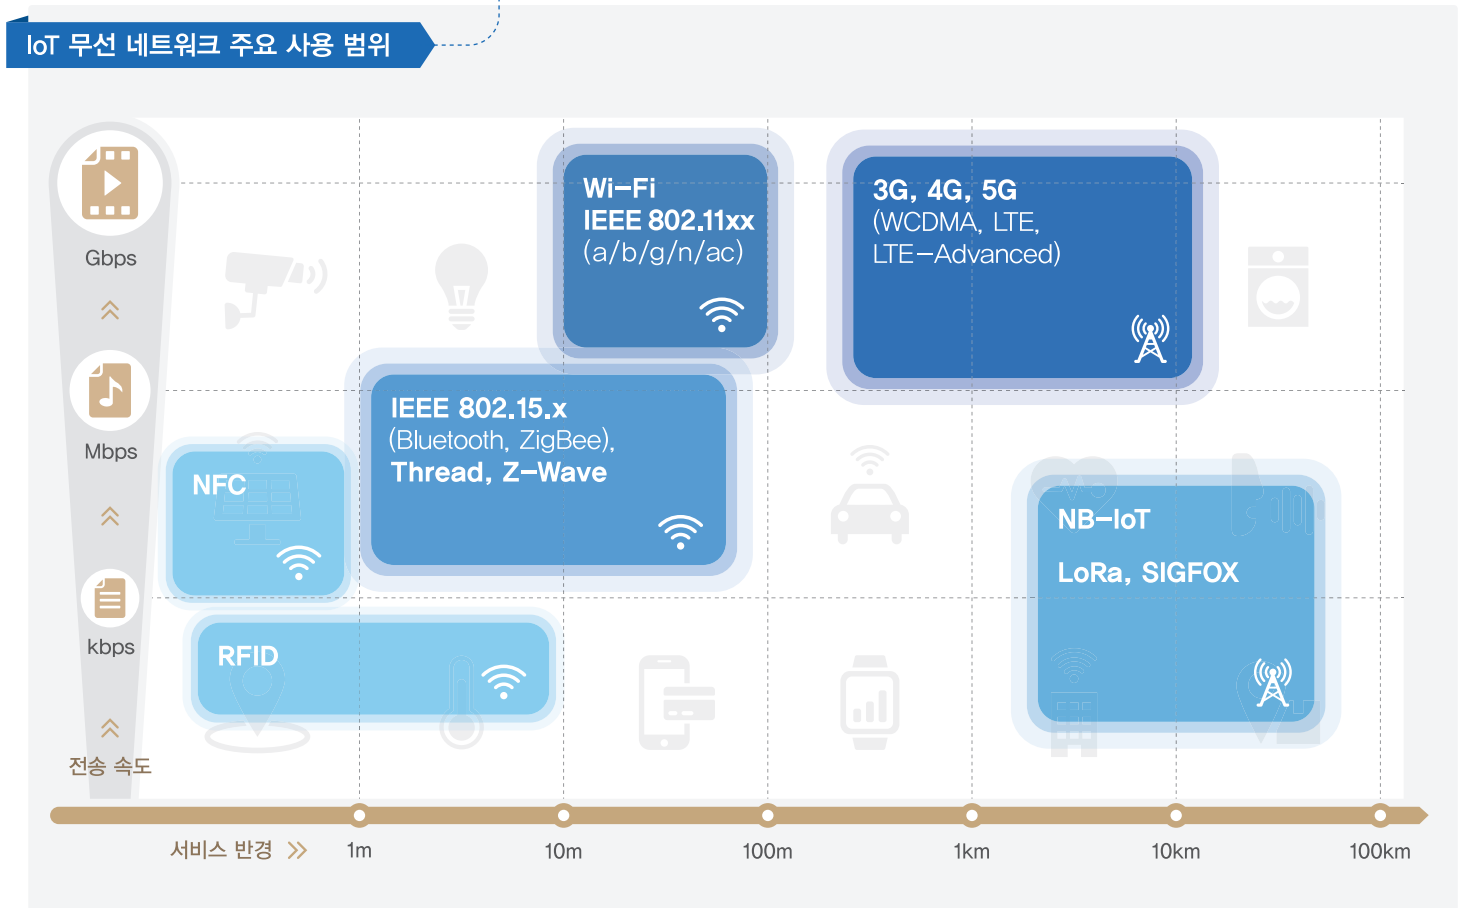 IoT 무선 네트워크 주요 사용 범위
Gbps
Mbps
kbps
전송 속도
Wi-Fi
IEEE 802.11xx
(a/b/g/n/ac)
3G, 4G, 5G
(WCDMA, LTE,
LTE-Advanced)
IEEE 802.15.x
(Bluetooth, ZigBee),
Thread, Z-Wave
NFC
RFID
NB-IoT
LoRa, SIGFOX
서비스 반경
1m
10m
100m
1km
10km
100km